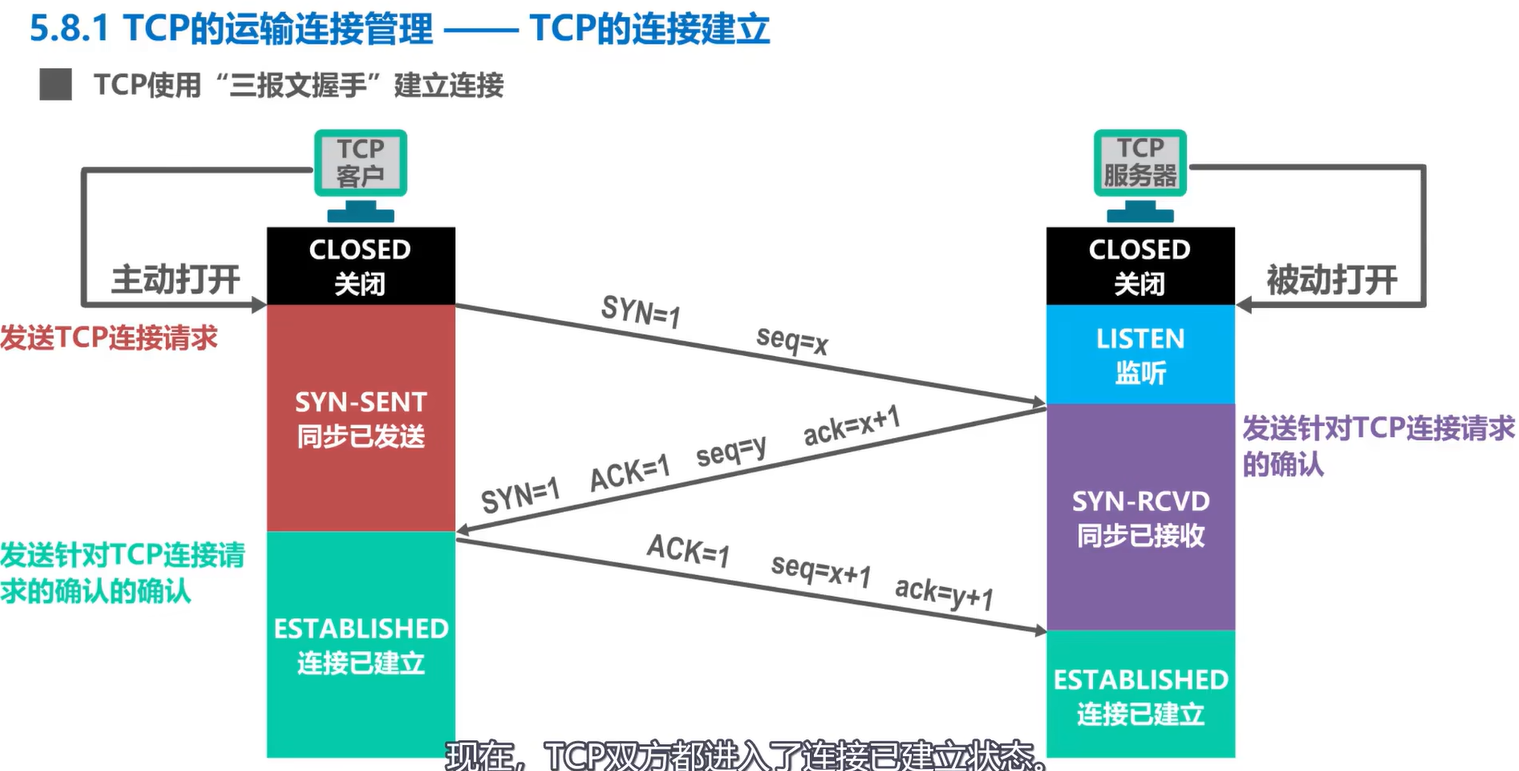 5.8.1 TCP的运输连接管理 —— TCP的连接建立
TCP使用“三报文握手”建立连接
TCP
客户
TCP
服务器
CLOSED
关闭
CLOSED
关闭
主动打开
被动打开
发送TCP连接请求
SYN=1 seq=x
LISTEN
监听
SYN-SENT
同步已发送
SYN=1 ACK=1 seq=y ack=x+1
发送针对TCP连接请求
的确认
SYN-RCVD
同步已接收
发送针对TCP连接请
求的确认的确认
ACK=1 seq=x+1 ack=y+1
ESTABLISHED
连接已建立
ESTABLISHED
连接已建立
现在，TCP双方都进入了连接已建立状态。